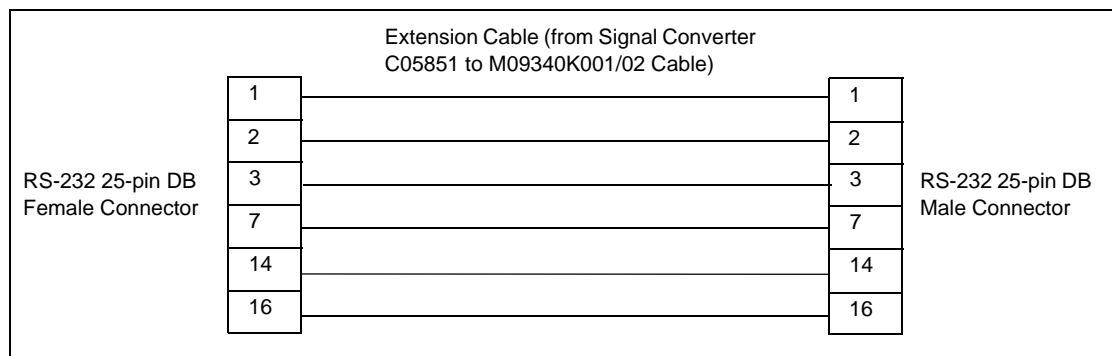 Extension Cable (from Signal Converter
C05851 to M09340K001/02 Cable)
RS-232 25-pin DB
Female Connector
1
2
3
7
14
16
1
2
3
7
14
16
RS-232 25-pin DB
Male Connector